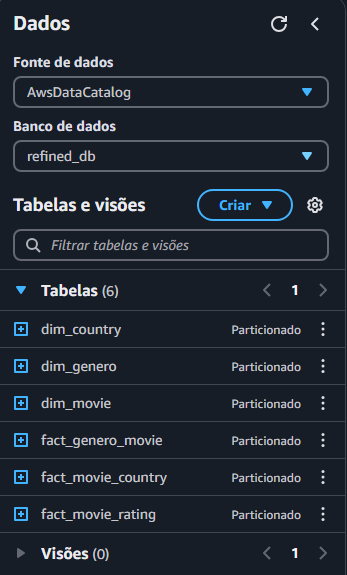 Dados
Fonte de dados
AwsDataCatalog
Banco de dados
refined_db
Tabelas e visões
Criar
Filtrar tabelas e visões
Tabelas (6) 1
dim_country Particionado
dim_genero Particionado
dim_movie Particionado
fact_genero_movie Particionado
fact_movie_country Particionado
fact_movie_rating Particionado
Visões (0) 1